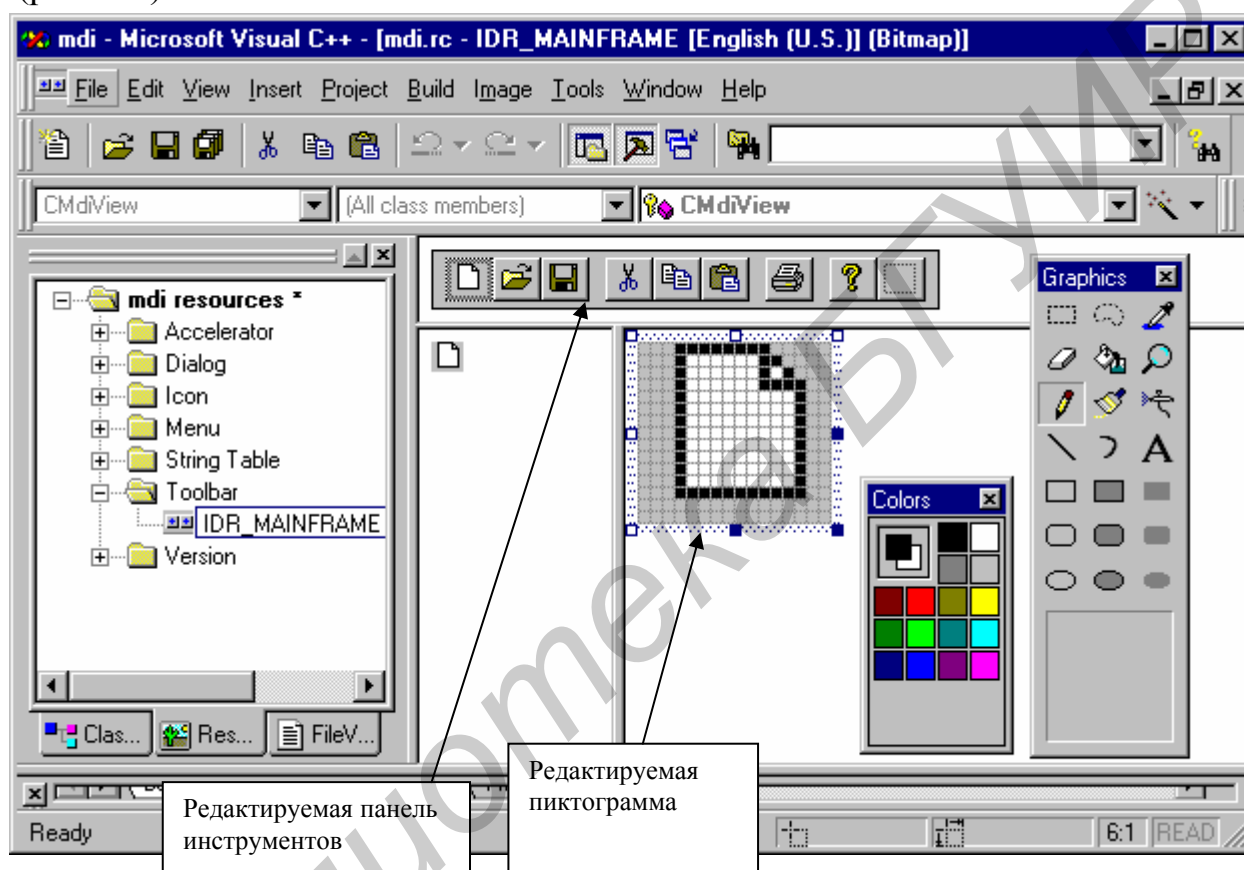 mdi - Microsoft Visual C++ - [mdi.rc - IDR_MAINFRAME [English (U.S.)] (Bitmap)]
File Edit View Insert Project Build Image Tools Window Help
CMdiView (All class members) CMdiView
mdi resources *
Accelerator
Dialog
Icon
Menu
String Table
Toolbar
IDR_MAINFRAME
Version
Clas... Res... FileV...
Graphics
A
Colors
Редактируемая панель
инструментов
Редактируемая
пиктограмма
Ready 6:1 READ
БГУИР